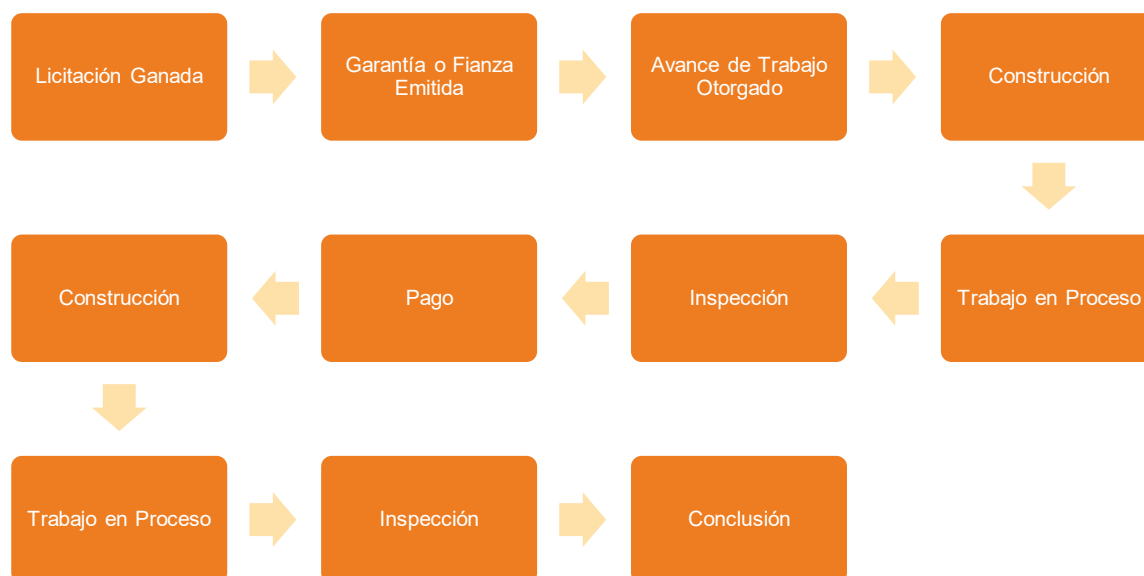 Licitación Ganada
Garantía o Fianza
Emitida
Avance de Trabajo
Otorgado
Construcción
Trabajo en Proceso
Inspección
Pago
Construcción
Trabajo en Proceso
Inspección
Conclusión